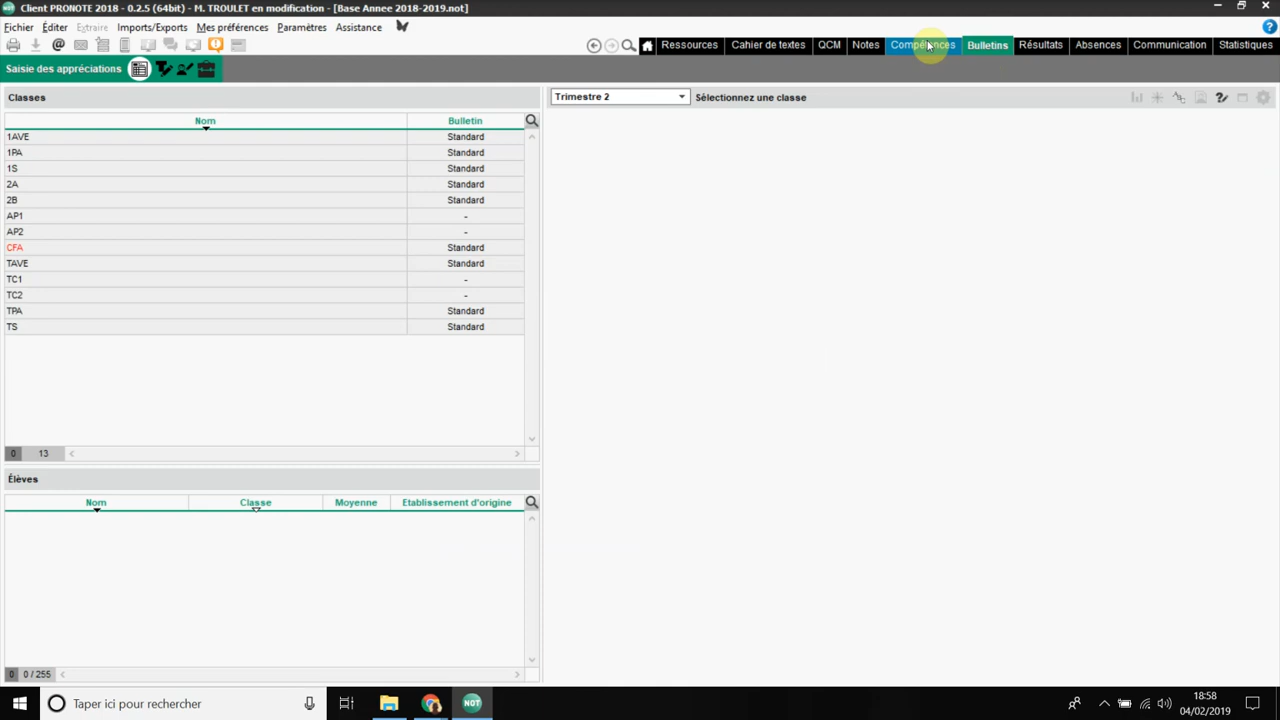 Client PRONOTE 2018 - 0.2.5 (64bit) - M. TROULET en modification - [Base Annee 2018-2019.not]
Fichier Éditer Extraire Imports/Exports Mes préférences Paramètres Assistance
Ressources Cahier de textes QCM Notes Compétences Bulletins Résultats Absences Communication Statistiques
Saisie des appréciations
Classes
Trimestre 2 Sélectionnez une classe
Nom Bulletin
1AVE Standard
1PA Standard
1S Standard
2A Standard
2B Standard
AP1 -
AP2 -
CFA Standard
TAVE Standard
TC1 -
TC2 -
TPA Standard
TS Standard
0 13
Élèves
Nom Classe Moyenne Etablissement d'origine
0 0 / 255
Taper ici pour rechercher
NOT
18:58
04/02/2019